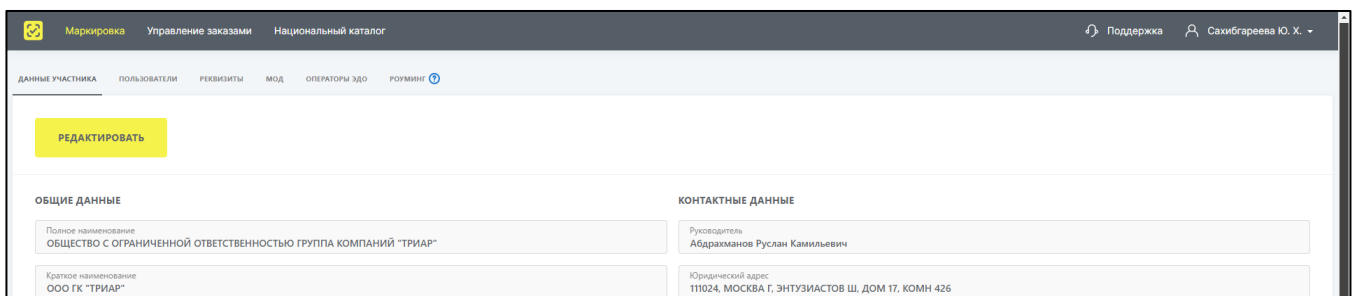 Маркировка Управление заказами Национальный каталог Поддержка Сахибгареева Ю. Х.
ДАННЫЕ УЧАСТНИКА ПОЛЬЗОВАТЕЛИ РЕКВИЗИТЫ МОД ОПЕРАТОРЫ ЭДО РОУМИНГ ?
РЕДАКТИРОВАТЬ
ОБЩИЕ ДАННЫЕ
Полное наименование
ОБЩЕСТВО С ОГРАНИЧЕННОЙ ОТВЕТСТВЕННОСТЬЮ ГРУППА КОМПАНИЙ "ТРИАР"
Краткое наименование
ООО ГК "ТРИАР"
КОНТАКТНЫЕ ДАННЫЕ
Руководитель
Абдрахманов Руслан Камильевич
Юридический адрес
111024, МОСКВА Г, ЭНТУЗИАСТОВ Ш, ДОМ 17, КОМН 426